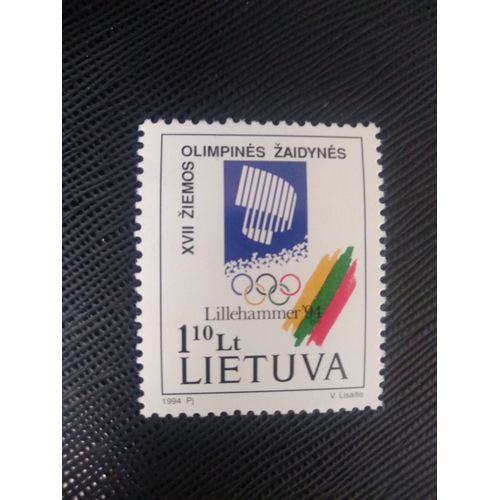 XVII ŽIEMOS
OLIMPINĖS ŽAIDYNĖS
Lillehammer '94
1 10 Lt
LIETUVA
1994 Pj
V. Lisaitis